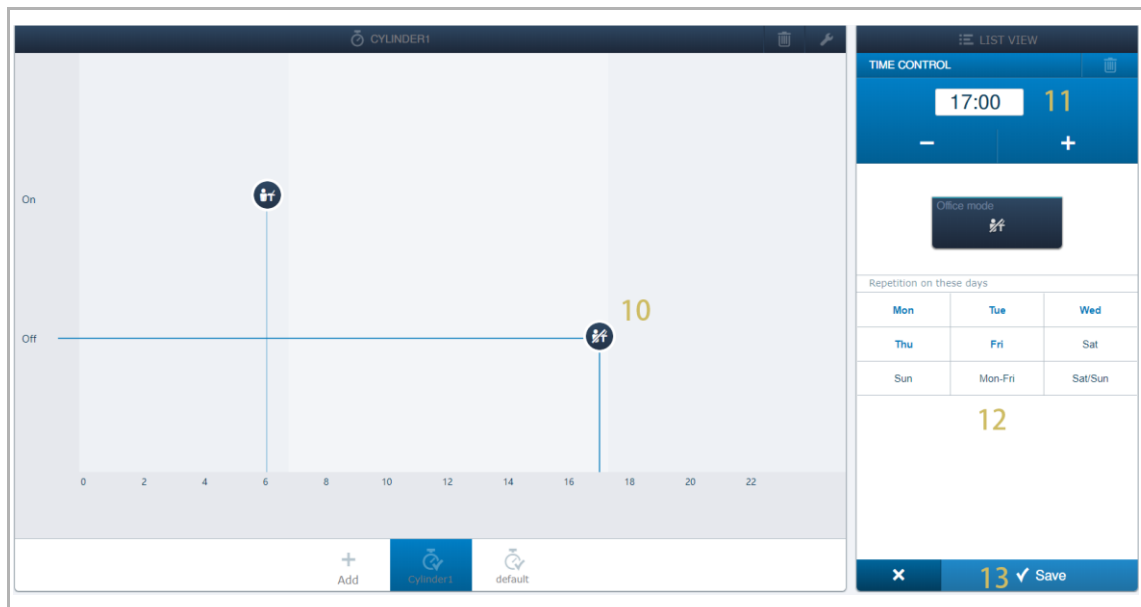 CYLINDER1
LIST VIEW
TIME CONTROL
17:00
11
− +
On
Office mode
Repetition on these days
10
Mon Tue Wed
Off
Thu Fri Sat
Sun Mon-Fri Sat/Sun
12
0 2 4 6 8 10 12 14 16 18 20 22
+
Add Cylinder1 default
× 13 ✓ Save